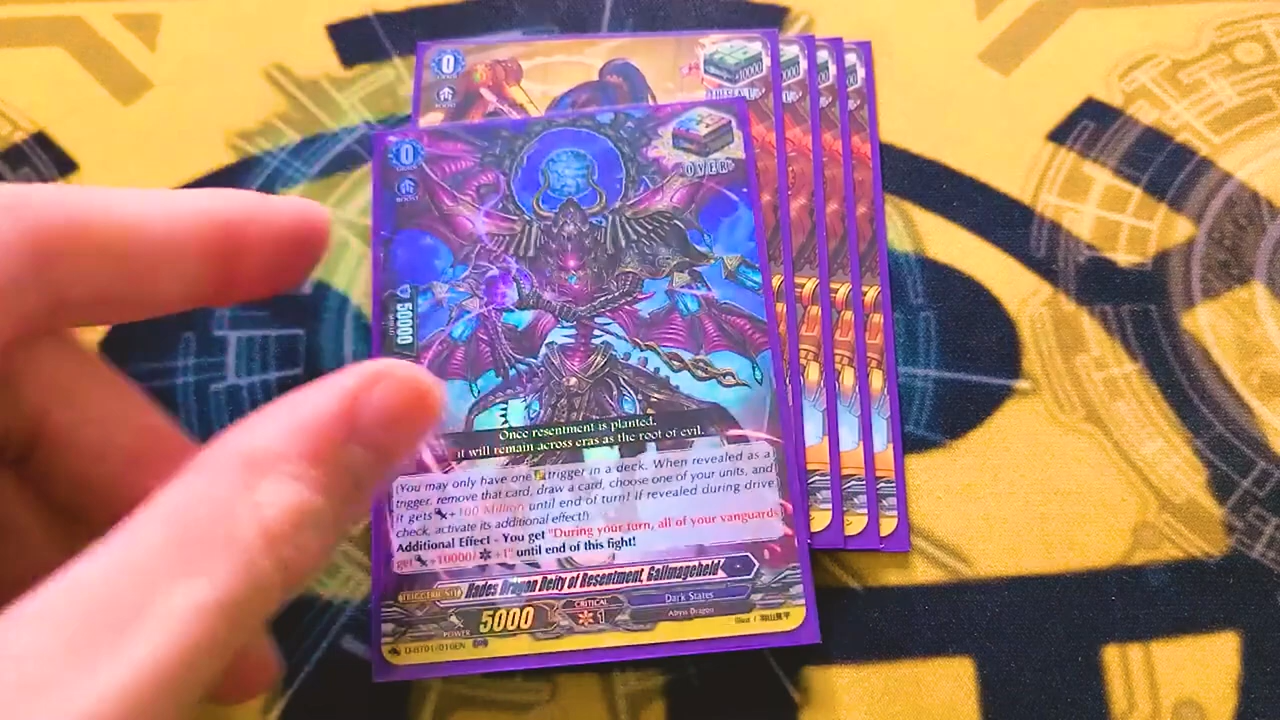 0
+10000
0
BOOST
OVER
50000
Once resentment is planted,
it will remain across eras as the root of evil.
(You may only have one trigger in a deck. When revealed as a
trigger, remove that card, draw a card, choose one of your units, and
it gets +100 Million until end of turn! If revealed during drive
check, activate its additional effect!)
Additional Effect - You get "During your turn, all of your vanguards
get +10000/ +1" until end of this fight!
TRIGGER UNIT
Hades Dragon Deity of Resentment, Gallmageheld
POWER 5000
CRITICAL
1
Dark States
Abyss Dragon